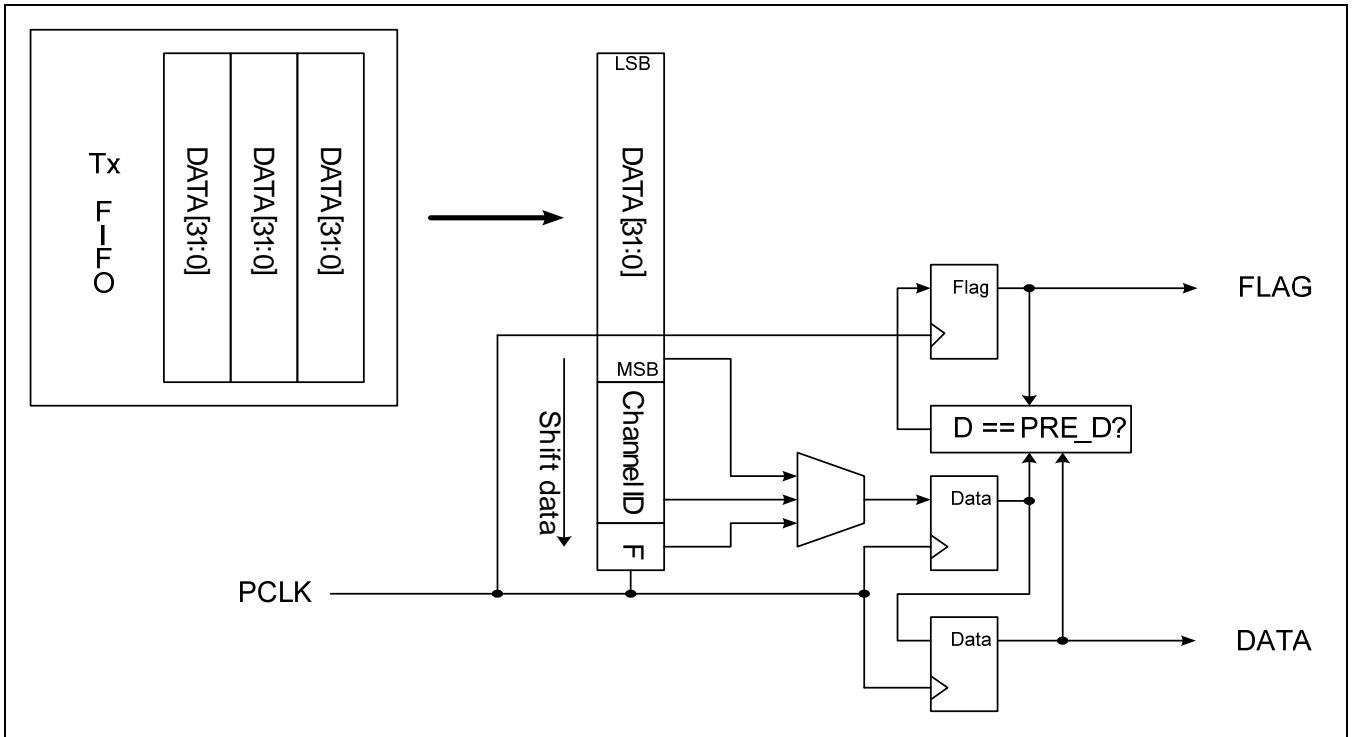 Tx
FIFO
DATA[31:0]
DATA[31:0]
DATA[31:0]
LSB
DATA[31:0]
MSB
Channel ID
F
Shift data
PCLK
Flag
FLAG
D == PRE_D?
Data
Data
DATA